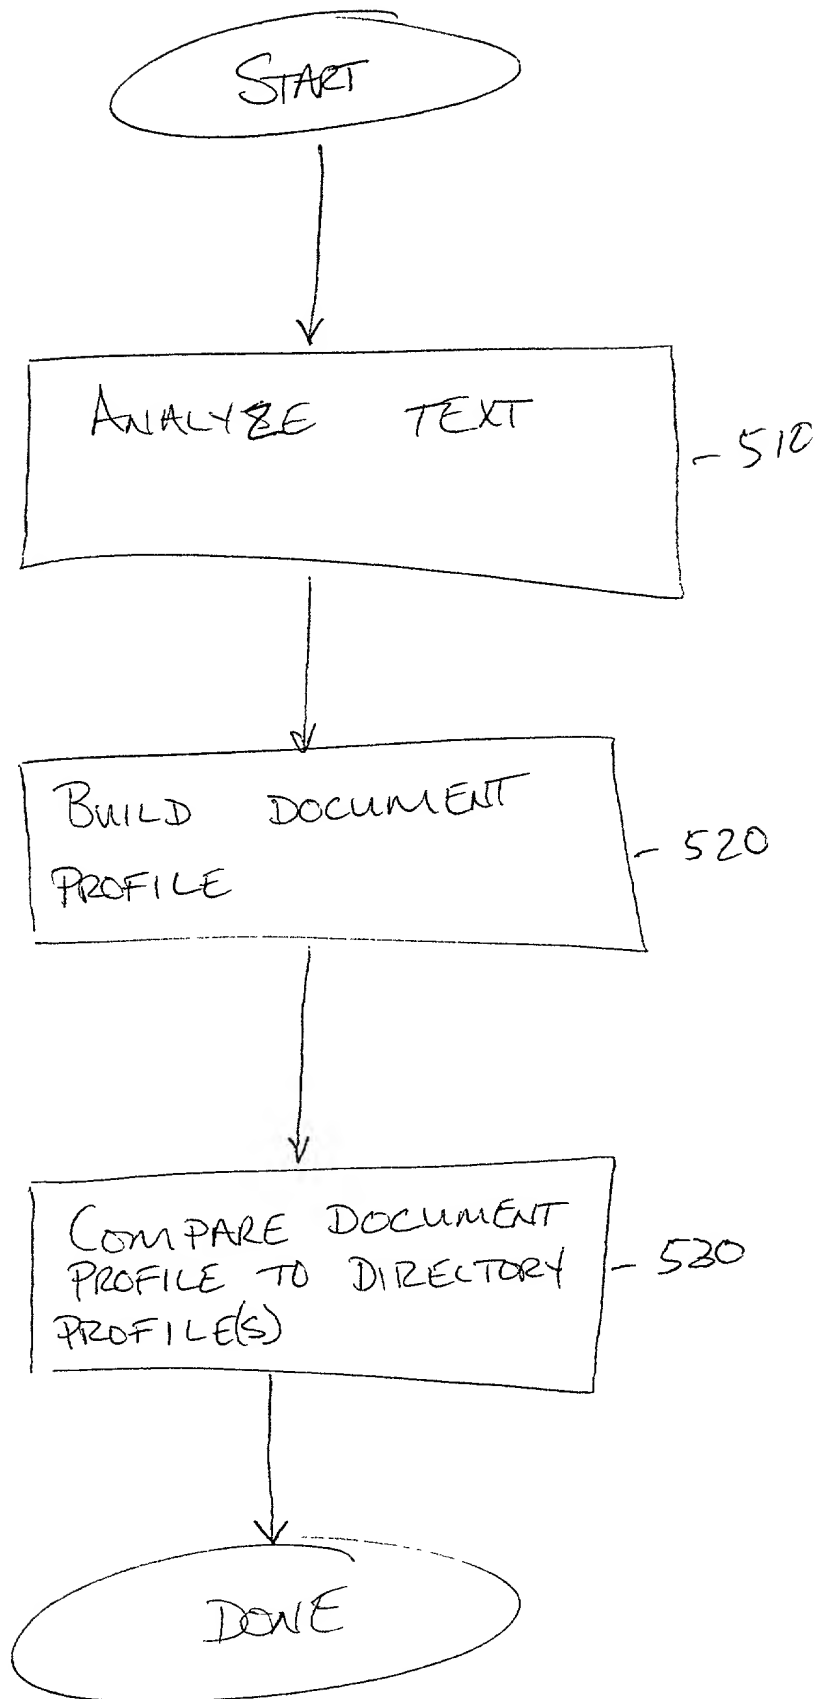 START
ANALYZE TEXT
- 510
BUILD DOCUMENT
PROFILE
- 520
COMPARE DOCUMENT
PROFILE TO DIRECTORY
PROFILE(S)
- 530
DONE